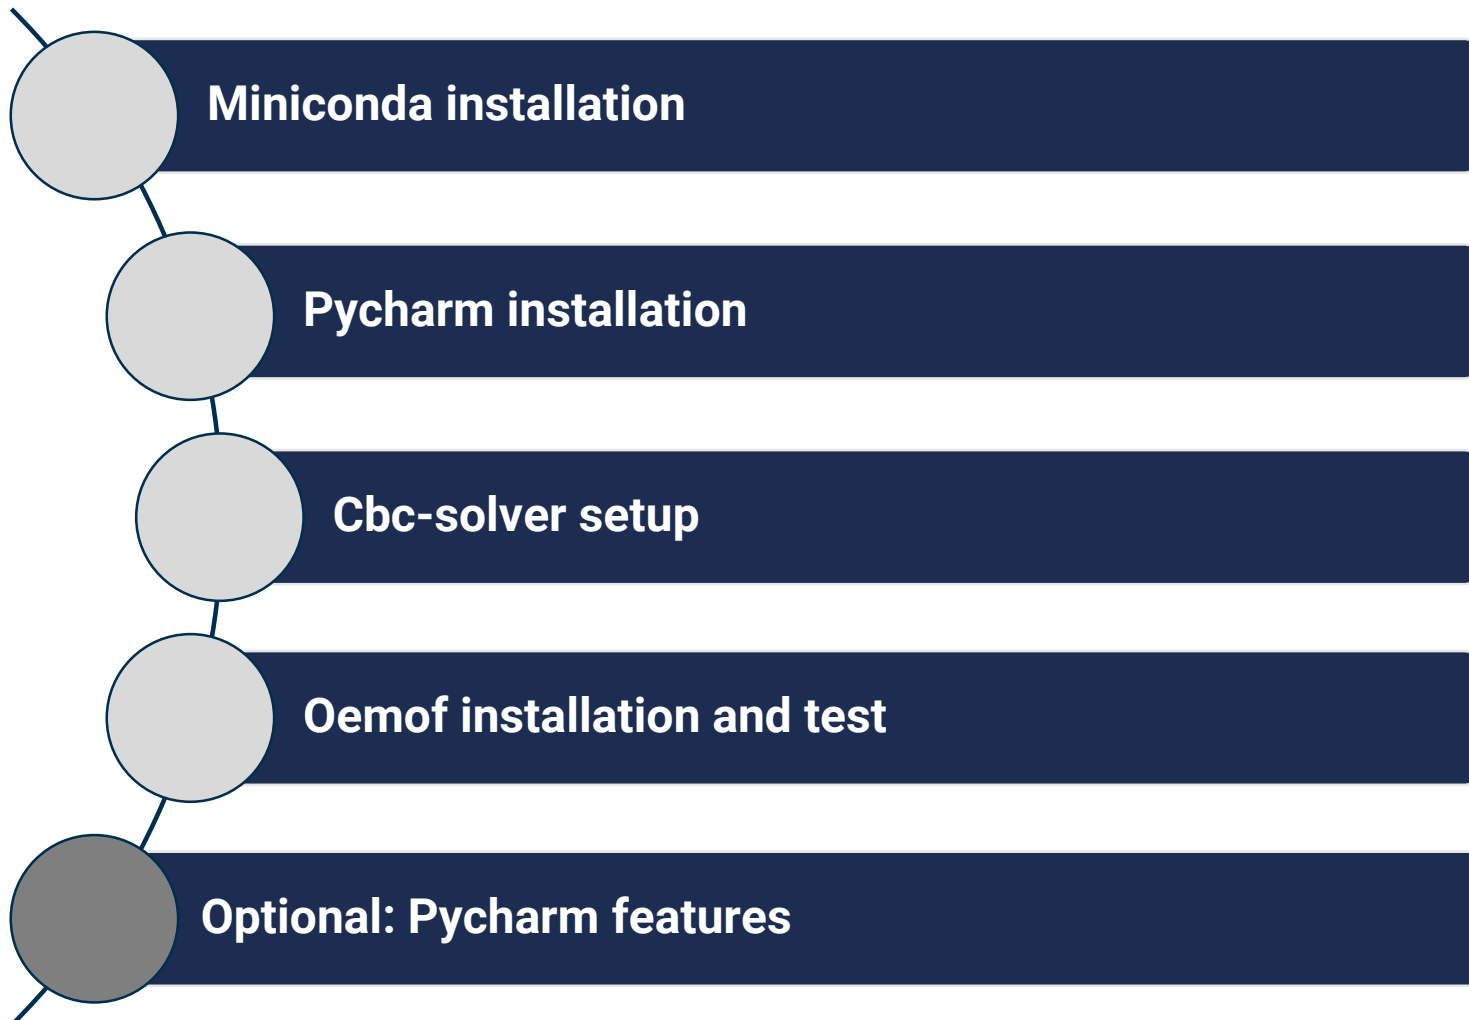 Miniconda installation
Pycharm installation
Cbc-solver setup
Oemof installation and test
Optional: Pycharm features